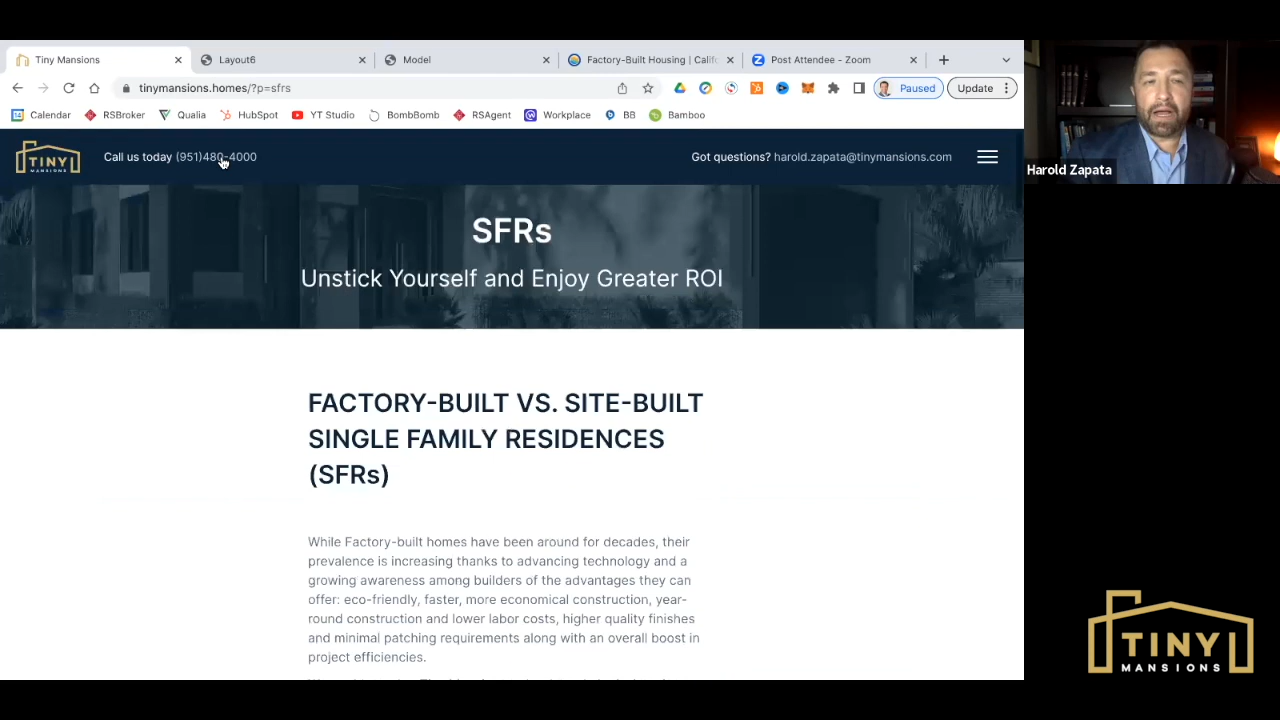 Tiny Mansions
Layout6
Model
Factory-Built Housing | Calif
Post Attendee - Zoom
tinymansions.homes/?p=sfrs
Paused
Update
Calendar
RSBroker
Qualia
HubSpot
YT Studio
BombBomb
RSAgent
Workplace
BB
Bamboo
TINY
MANSIONS
Call us today (951)480-4000
Got questions? harold.zapata@tinymansions.com
SFRs
Unstick Yourself and Enjoy Greater ROI
FACTORY-BUILT VS. SITE-BUILT
SINGLE FAMILY RESIDENCES
(SFRs)
While Factory-built homes have been around for decades, their
prevalence is increasing thanks to advancing technology and a
growing awareness among builders of the advantages they can
offer: eco-friendly, faster, more economical construction, year-
round construction and lower labor costs, higher quality finishes
and minimal patching requirements along with an overall boost in
project efficiencies.
Harold Zapata
TINY
MANSIONS